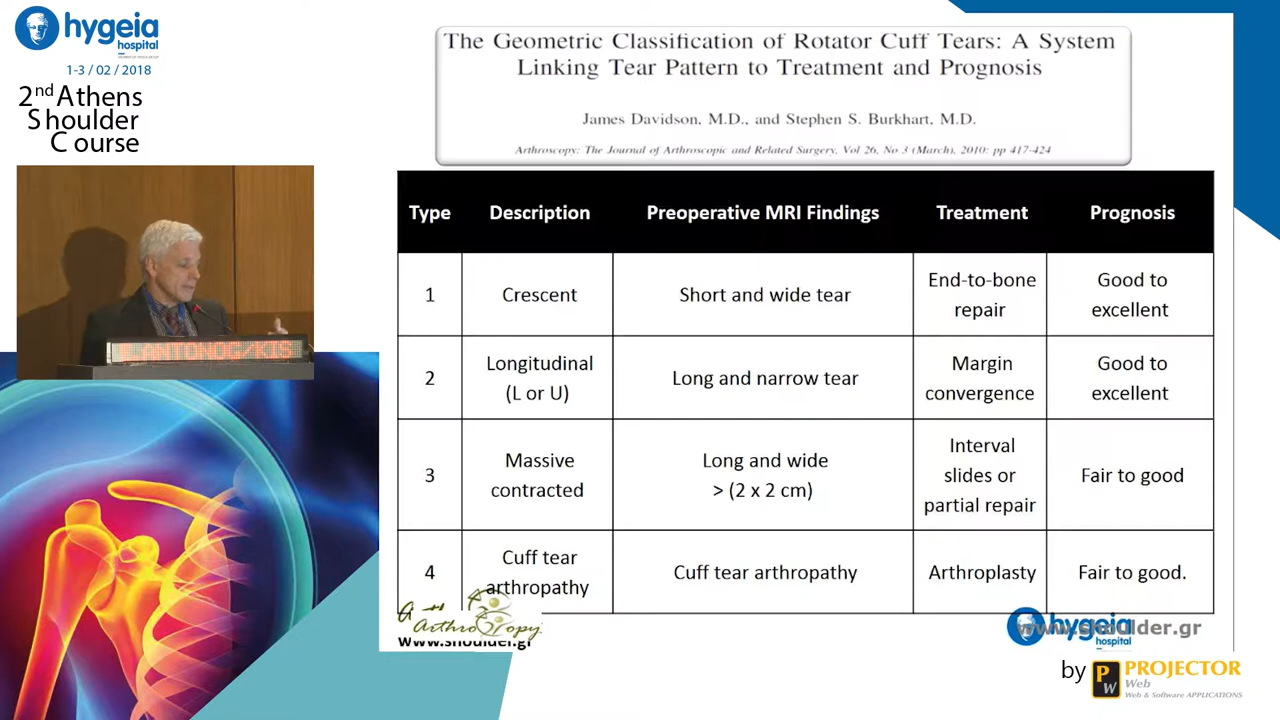 hygeia
hospital
1-3 / 02 / 2018
2nd Athens
Shoulder
Course
The Geometric Classification of Rotator Cuff Tears: A System
Linking Tear Pattern to Treatment and Prognosis
James Davidson, M.D., and Stephen S. Burkhart, M.D.
Arthroscopy: The Journal of Arthroscopic and Related Surgery, Vol 26, No 3 (March), 2010: pp 417-424
Type Description Preoperative MRI Findings Treatment Prognosis
1 Crescent Short and wide tear End-to-bone repair Good to excellent
2 Longitudinal (L or U) Long and narrow tear Margin convergence Good to excellent
3 Massive contracted Long and wide > (2 x 2 cm) Interval slides or partial repair Fair to good
4 Cuff tear arthropathy Cuff tear arthropathy Arthroplasty Fair to good.
Arthroscopy
www.shoulder.gr
www.shoulder.gr
hygeia
hospital
by PW PROJECTOR
Web
Web & Software APPLICATIONS